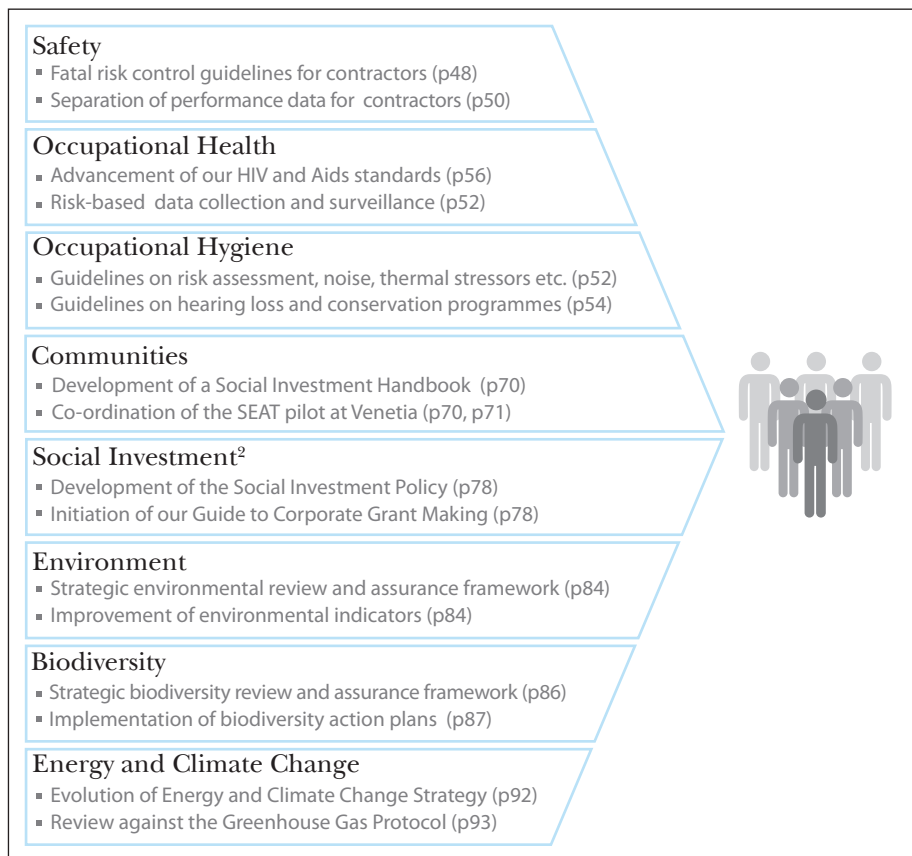 Safety
▪ Fatal risk control guidelines for contractors (p48)
▪ Separation of performance data for contractors (p50)
Occupational Health
▪ Advancement of our HIV and Aids standards (p56)
▪ Risk-based data collection and surveillance (p52)
Occupational Hygiene
▪ Guidelines on risk assessment, noise, thermal stressors etc. (p52)
▪ Guidelines on hearing loss and conservation programmes (p54)
Communities
▪ Development of a Social Investment Handbook (p70)
▪ Co-ordination of the SEAT pilot at Venetia (p70, p71)
Social Investment²
▪ Development of the Social Investment Policy (p78)
▪ Initiation of our Guide to Corporate Grant Making (p78)
Environment
▪ Strategic environmental review and assurance framework (p84)
▪ Improvement of environmental indicators (p84)
Biodiversity
▪ Strategic biodiversity review and assurance framework (p86)
▪ Implementation of biodiversity action plans (p87)
Energy and Climate Change
▪ Evolution of Energy and Climate Change Strategy (p92)
▪ Review against the Greenhouse Gas Protocol (p93)